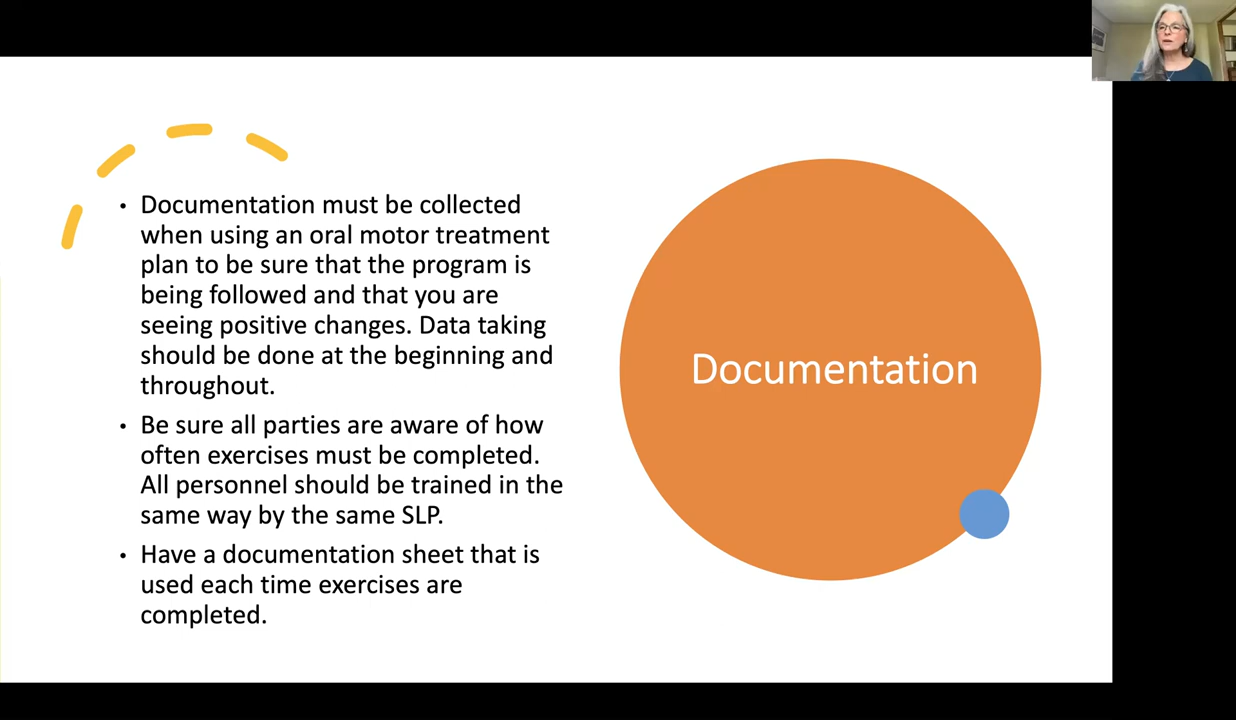 • Documentation must be collected
when using an oral motor treatment
plan to be sure that the program is
being followed and that you are
seeing positive changes. Data taking
should be done at the beginning and
throughout.
• Be sure all parties are aware of how
often exercises must be completed.
All personnel should be trained in the
same way by the same SLP.
• Have a documentation sheet that is
used each time exercises are
completed.
Documentation